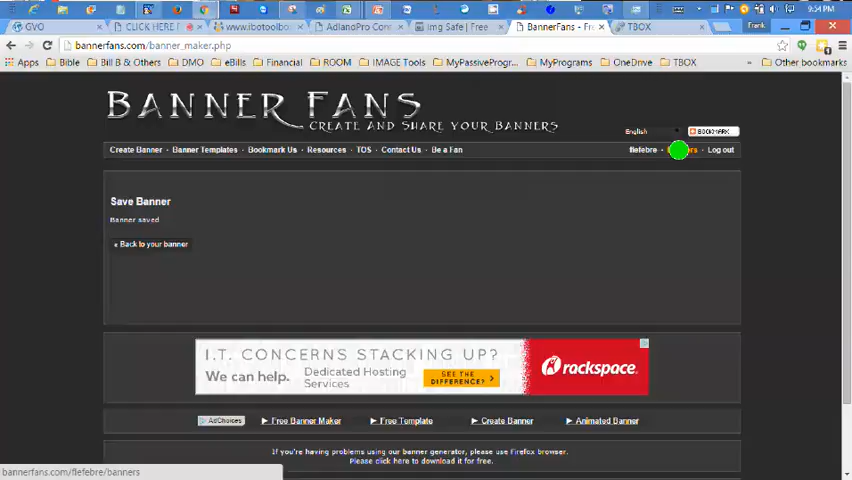 Frank
GVO
CLICK HERE
www.ibotoolbo
AdlandPro Con
Img Safe | Free
BannerFans - Fr
TBOX
bannerfans.com/banner_maker.php
Apps
Bible
Bill B & Others
DMO
eBills
Financial
ROOM
IMAGE Tools
MyPassiveProgr...
MyPrograms
OneDrive
TBOX
»
Other bookmarks
9:54 PM
BANNER FANS
CREATE AND SHARE YOUR BANNERS
English
BOOKMARK
Create Banner · Banner Templates · Bookmark Us · Resources · TOS · Contact Us · Be a Fan
flefebre · · Log out
Save Banner
Banner saved
« Back to your banner
I.T. CONCERNS STACKING UP?
We can help.
Dedicated Hosting
Services
SEE THE
DIFFERENCE? >
rackspace.
AdChoices
► Free Banner Maker
► Free Template
► Create Banner
► Animated Banner
If you're having problems using our banner generator, please use Firefox browser.
Please click here to download it for free.
bannerfans.com/flefebre/banners